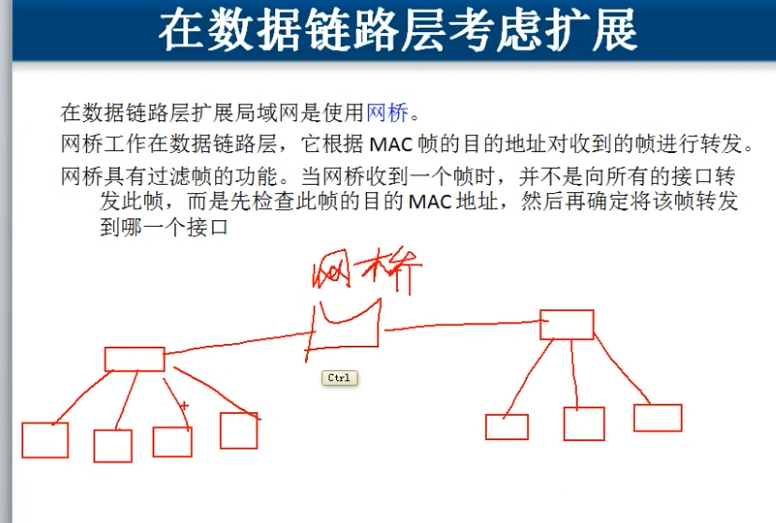 在数据链路层考虑扩展
在数据链路层扩展局域网是使用网桥。
网桥工作在数据链路层，它根据 MAC 帧的目的地址对收到的帧进行转发。
网桥具有过滤帧的功能。当网桥收到一个帧时，并不是向所有的接口转
发此帧，而是先检查此帧的目的 MAC 地址，然后再确定将该帧转发
到哪一个接口
网桥
Ctrl